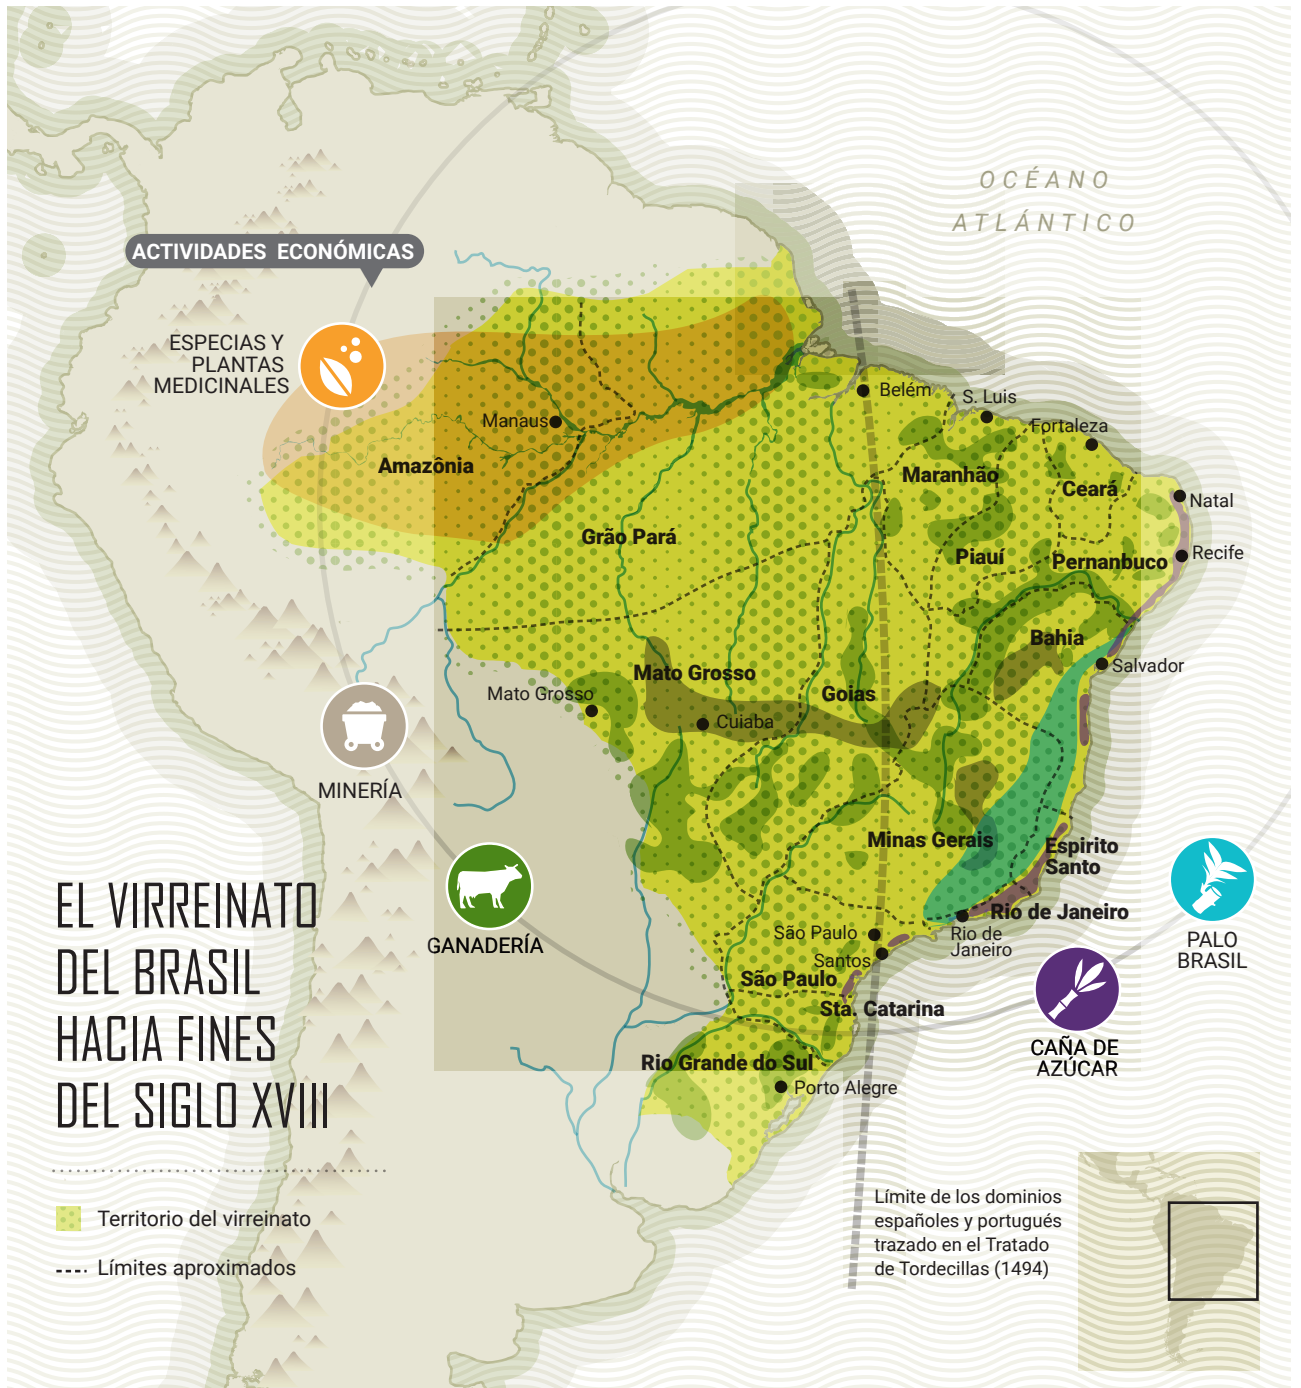 OCÉANO
ATLÁNTICO
ACTIVIDADES ECONÓMICAS
ESPECIAS Y
PLANTAS
MEDICINALES
Manaus
Amazônia
Belém
S. Luis
Fortaleza
Maranhão
Ceará
Natal
Grão Pará
Piauí
Pernanbuco
Recife
Bahia
Salvador
Mato Grosso
Mato Grosso
Goias
Cuiaba
MINERÍA
Minas Gerais
Espirito
Santo
GANADERÍA
Rio de Janeiro
Rio de
Janeiro
São Paulo
Santos
São Paulo
Sta. Catarina
Rio Grande do Sul
Porto Alegre
PALO
BRASIL
CAÑA DE
AZÚCAR
EL VIRREINATO
DEL BRASIL
HACIA FINES
DEL SIGLO XVIII
Territorio del virreinato
Límites aproximados
Límite de los dominios
españoles y portugués
trazado en el Tratado
de Tordecillas (1494)